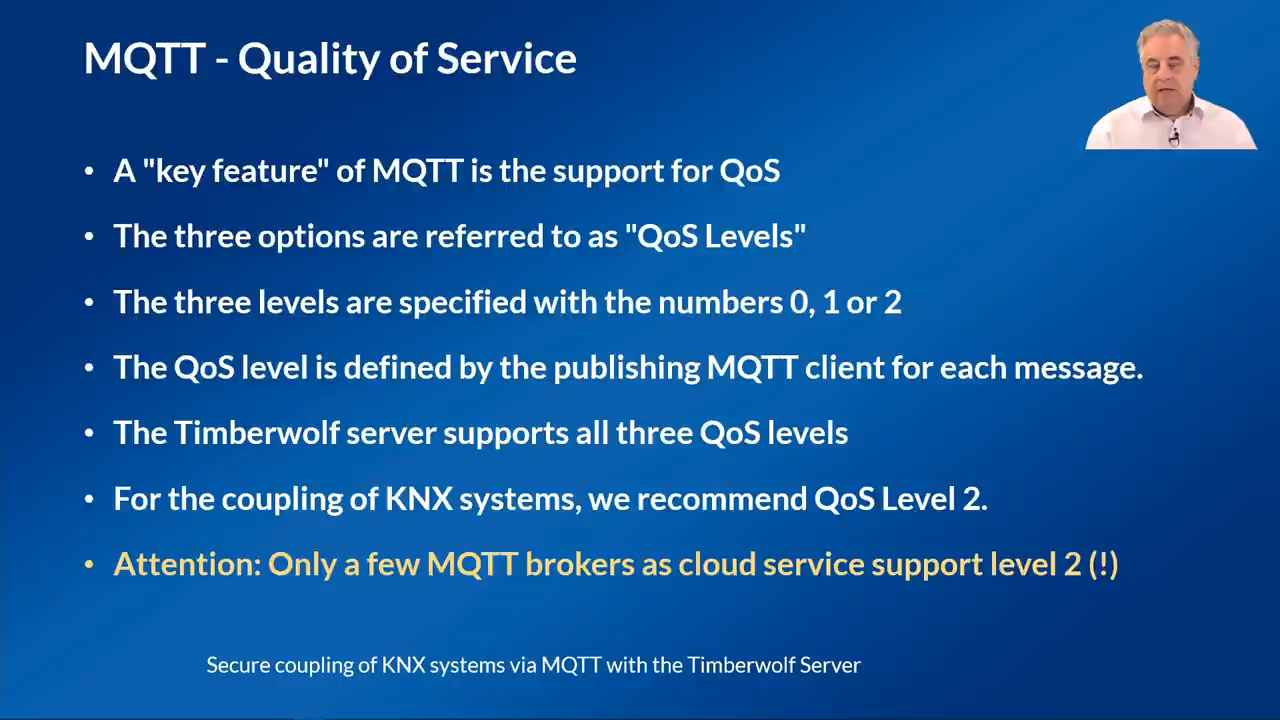 MQTT - Quality of Service
• A "key feature" of MQTT is the support for QoS
• The three options are referred to as "QoS Levels"
• The three levels are specified with the numbers 0, 1 or 2
• The QoS level is defined by the publishing MQTT client for each message.
• The Timberwolf server supports all three QoS levels
• For the coupling of KNX systems, we recommend QoS Level 2.
• Attention: Only a few MQTT brokers as cloud service support level 2 (!)
Secure coupling of KNX systems via MQTT with the Timberwolf Server